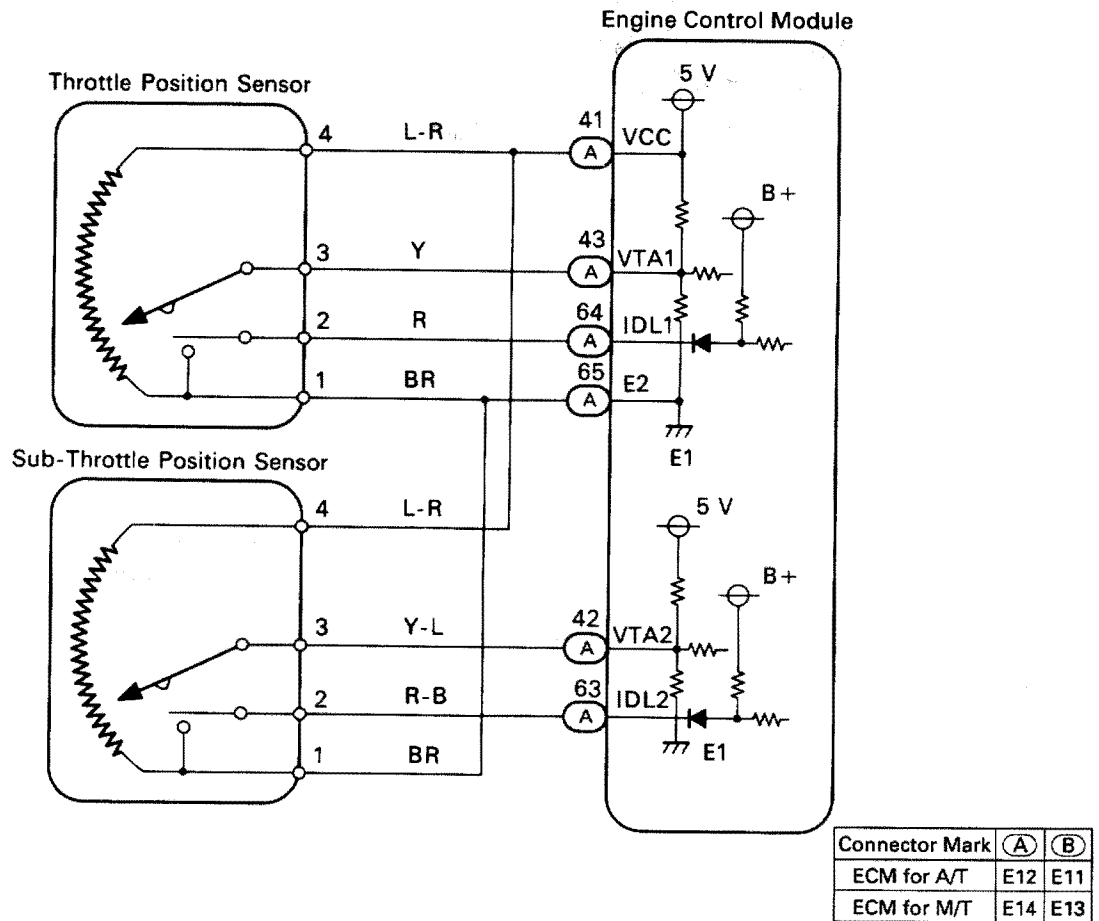 Engine Control Module
Throttle Position Sensor
5 V
4 L-R 41 A VCC
B+
3 Y 43 A VTA1
2 R 64 A IDL1
1 BR 65 A E2
E1
Sub-Throttle Position Sensor
4 L-R
5 V
B+
3 Y-L 42 A VTA2
2 R-B 63 A IDL2
1 BR
E1
Connector Mark A B
ECM for A/T E12 E11
ECM for M/T E14 E13